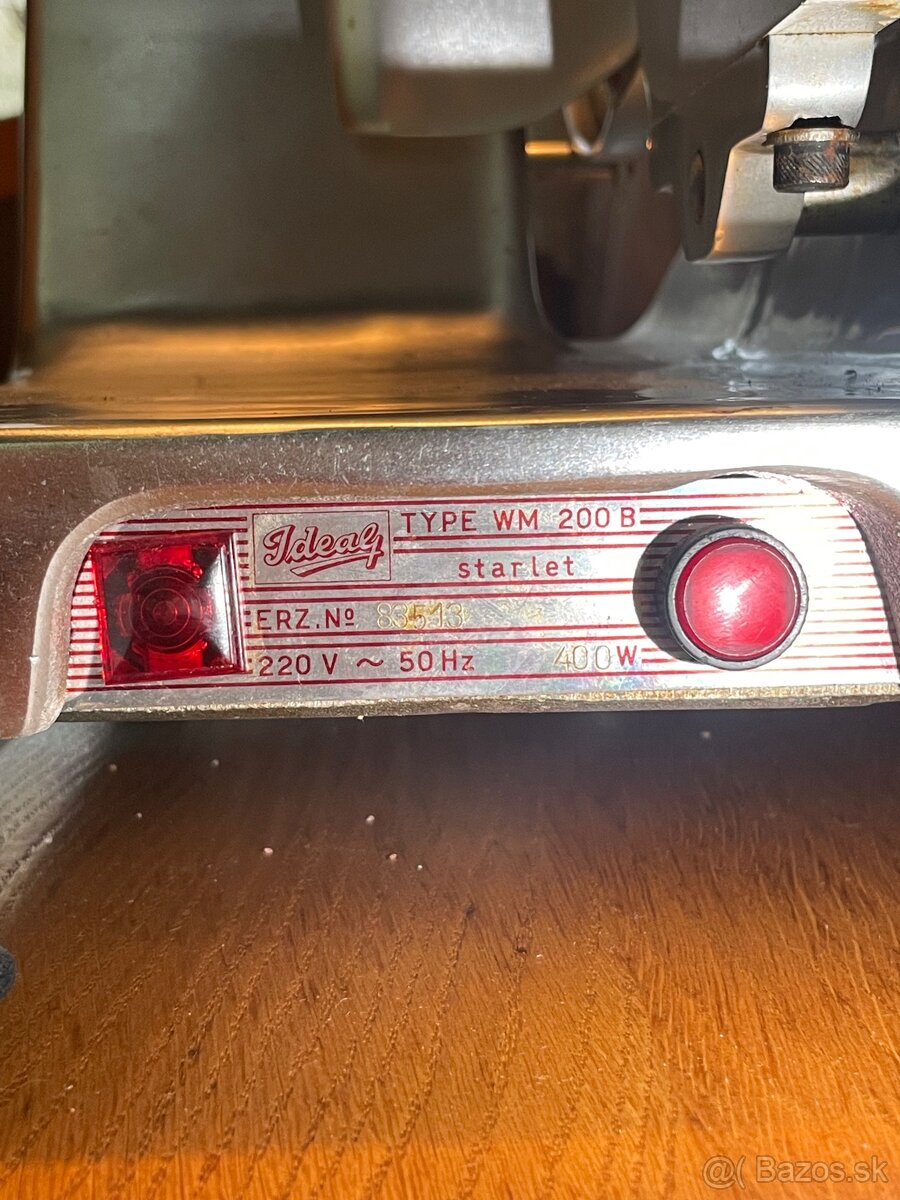 Ideal
TYPE WM 200 B
starlet
ERZ. Nº 83513
220 V ~ 50 Hz 400 W
@( Bazos.sk